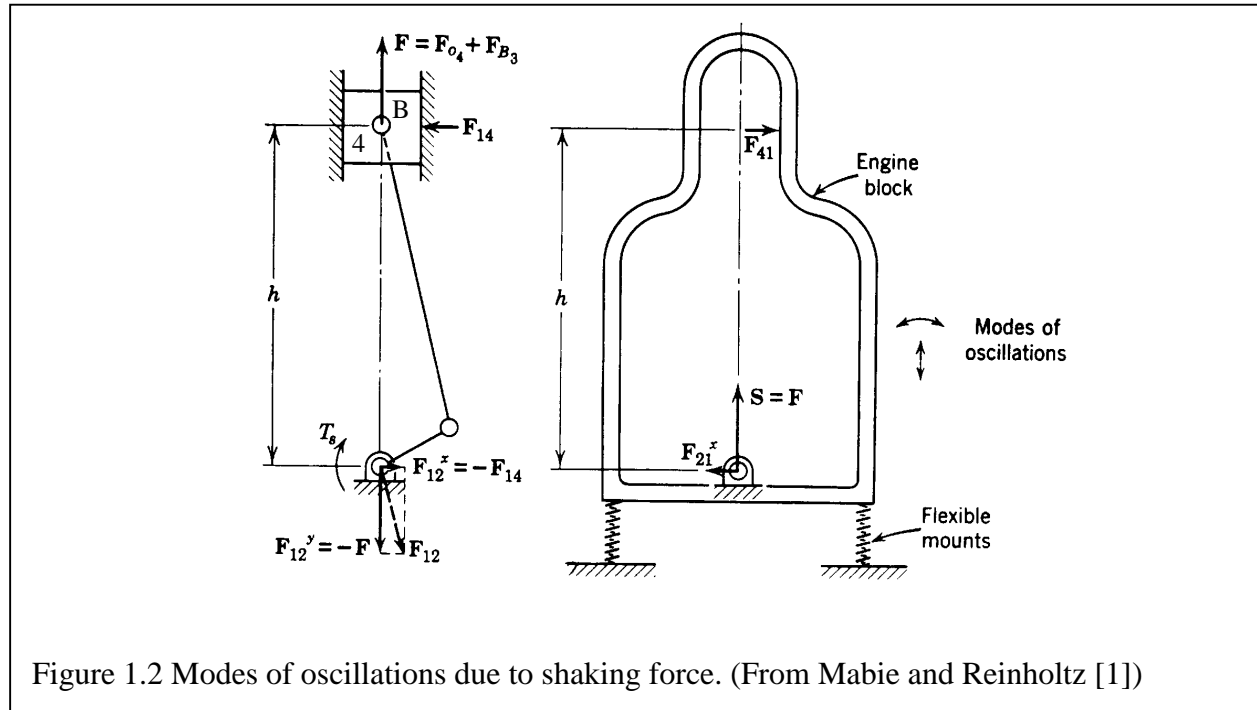 F = F_{o_4} + F_{B_3}
B
F_{14}
4
h
T_s
F_{12}^x = -F_{14}
F_{12}^y = -F
F_{12}
F_{41}
Engine
block
h
Modes of
oscillations
S = F
F_{21}^x
Flexible
mounts
Figure 1.2 Modes of oscillations due to shaking force. (From Mabie and Reinholtz [1])